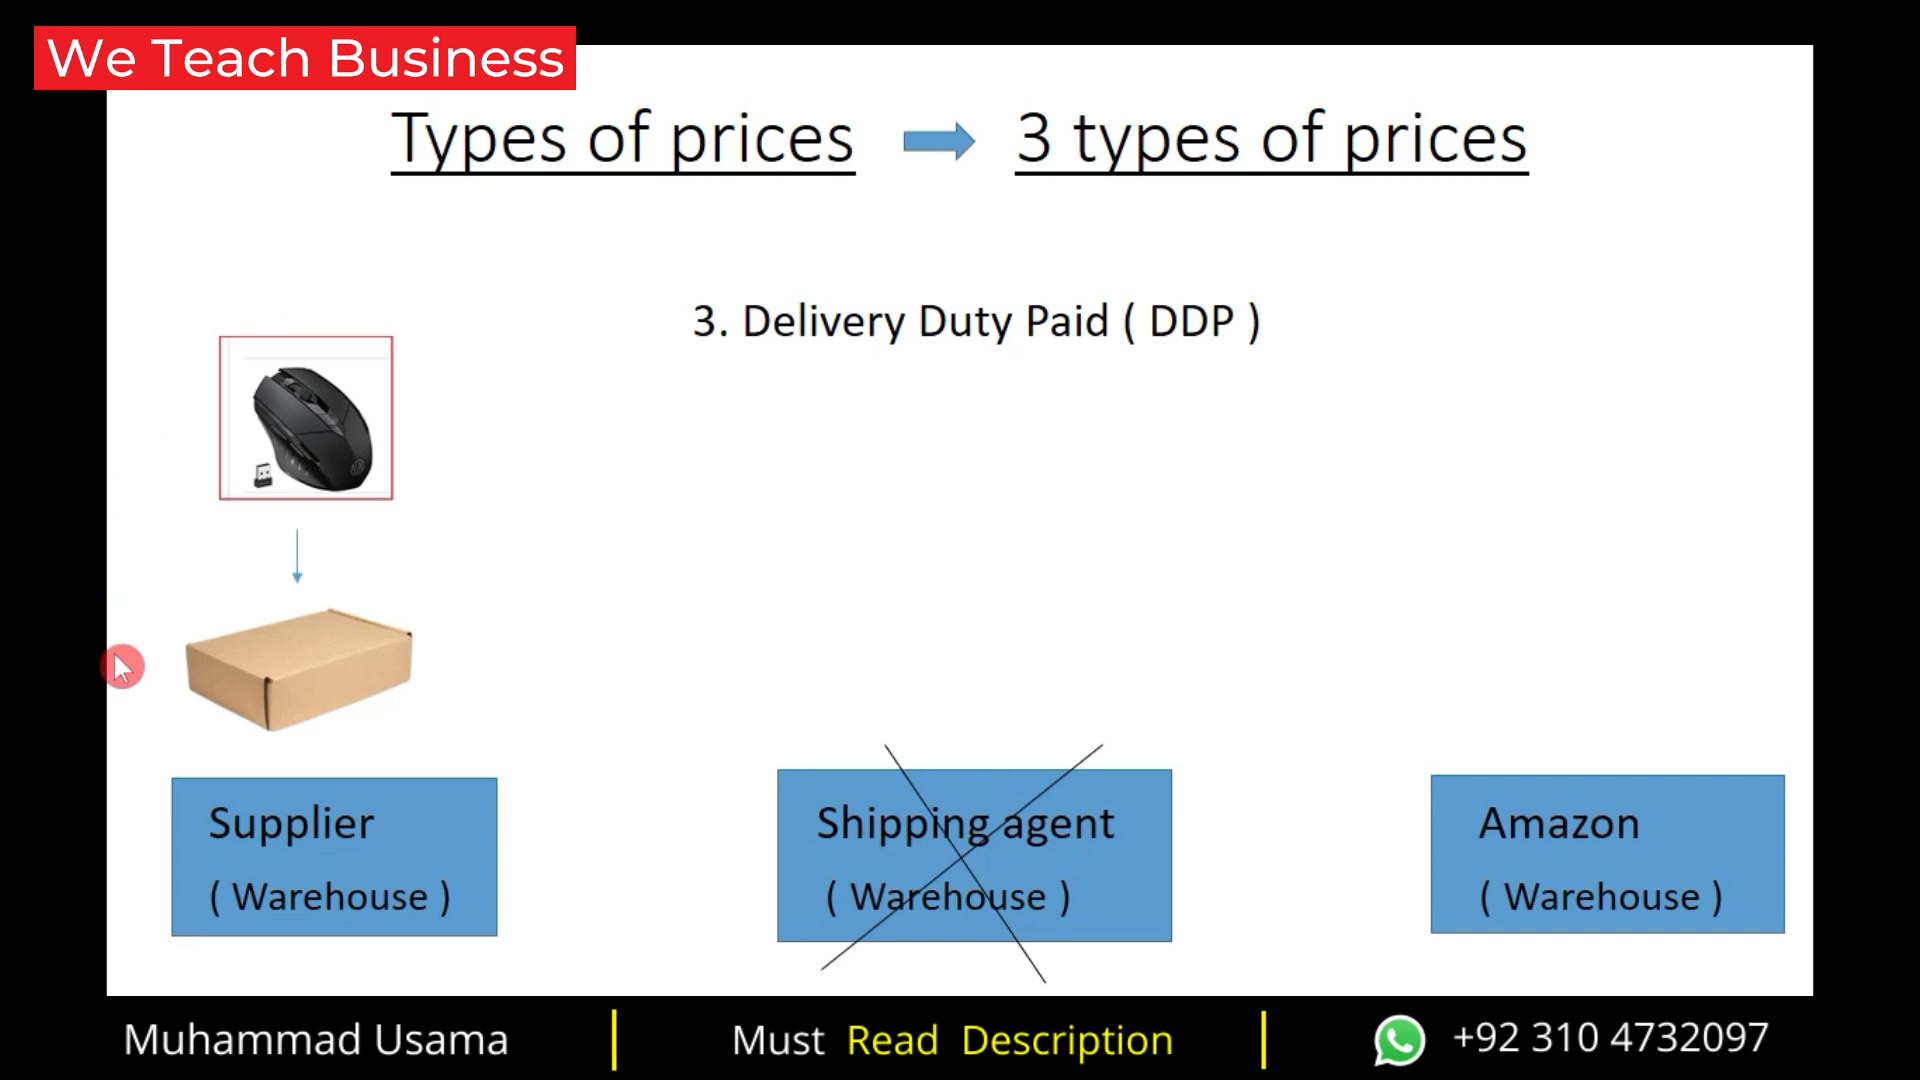 We Teach Business
Types of prices 3 types of prices
3. Delivery Duty Paid ( DDP )
Supplier
( Warehouse )
Shipping agent
( Warehouse )
Amazon
( Warehouse )
Muhammad Usama
Must Read Description
+92 310 4732097